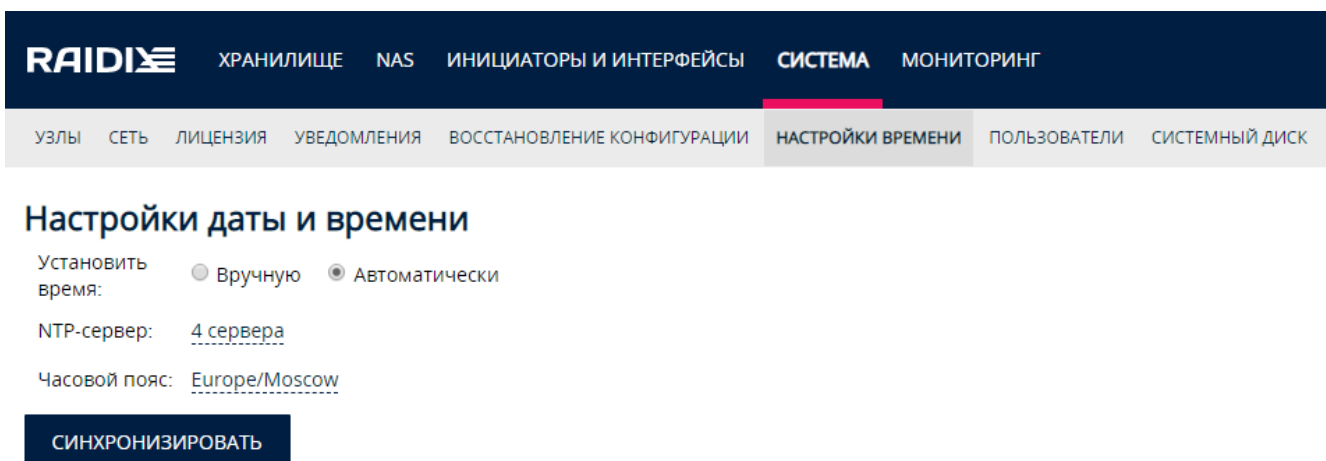 RAIDIX ХРАНИЛИЩЕ NAS ИНИЦИАТОРЫ И ИНТЕРФЕЙСЫ СИСТЕМА МОНИТОРИНГ
УЗЛЫ СЕТЬ ЛИЦЕНЗИЯ УВЕДОМЛЕНИЯ ВОССТАНОВЛЕНИЕ КОНФИГУРАЦИИ НАСТРОЙКИ ВРЕМЕНИ ПОЛЬЗОВАТЕЛИ СИСТЕМНЫЙ ДИСК
Настройки даты и времени
Установить
время:
Вручную Автоматически
NTP-сервер: 4 сервера
Часовой пояс: Europe/Moscow
СИНХРОНИЗИРОВАТЬ